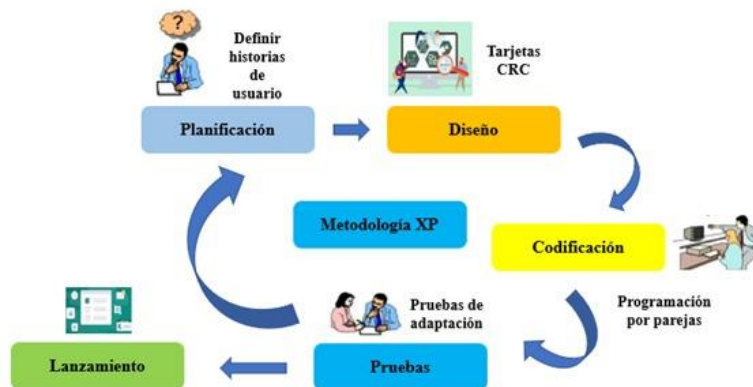 Definir
historias
de
usuario
Tarjetas
CRC
Planificación
Diseño
Metodología XP
Codificación
Programación
por parejas
Pruebas de
adaptación
Pruebas
Lanzamiento